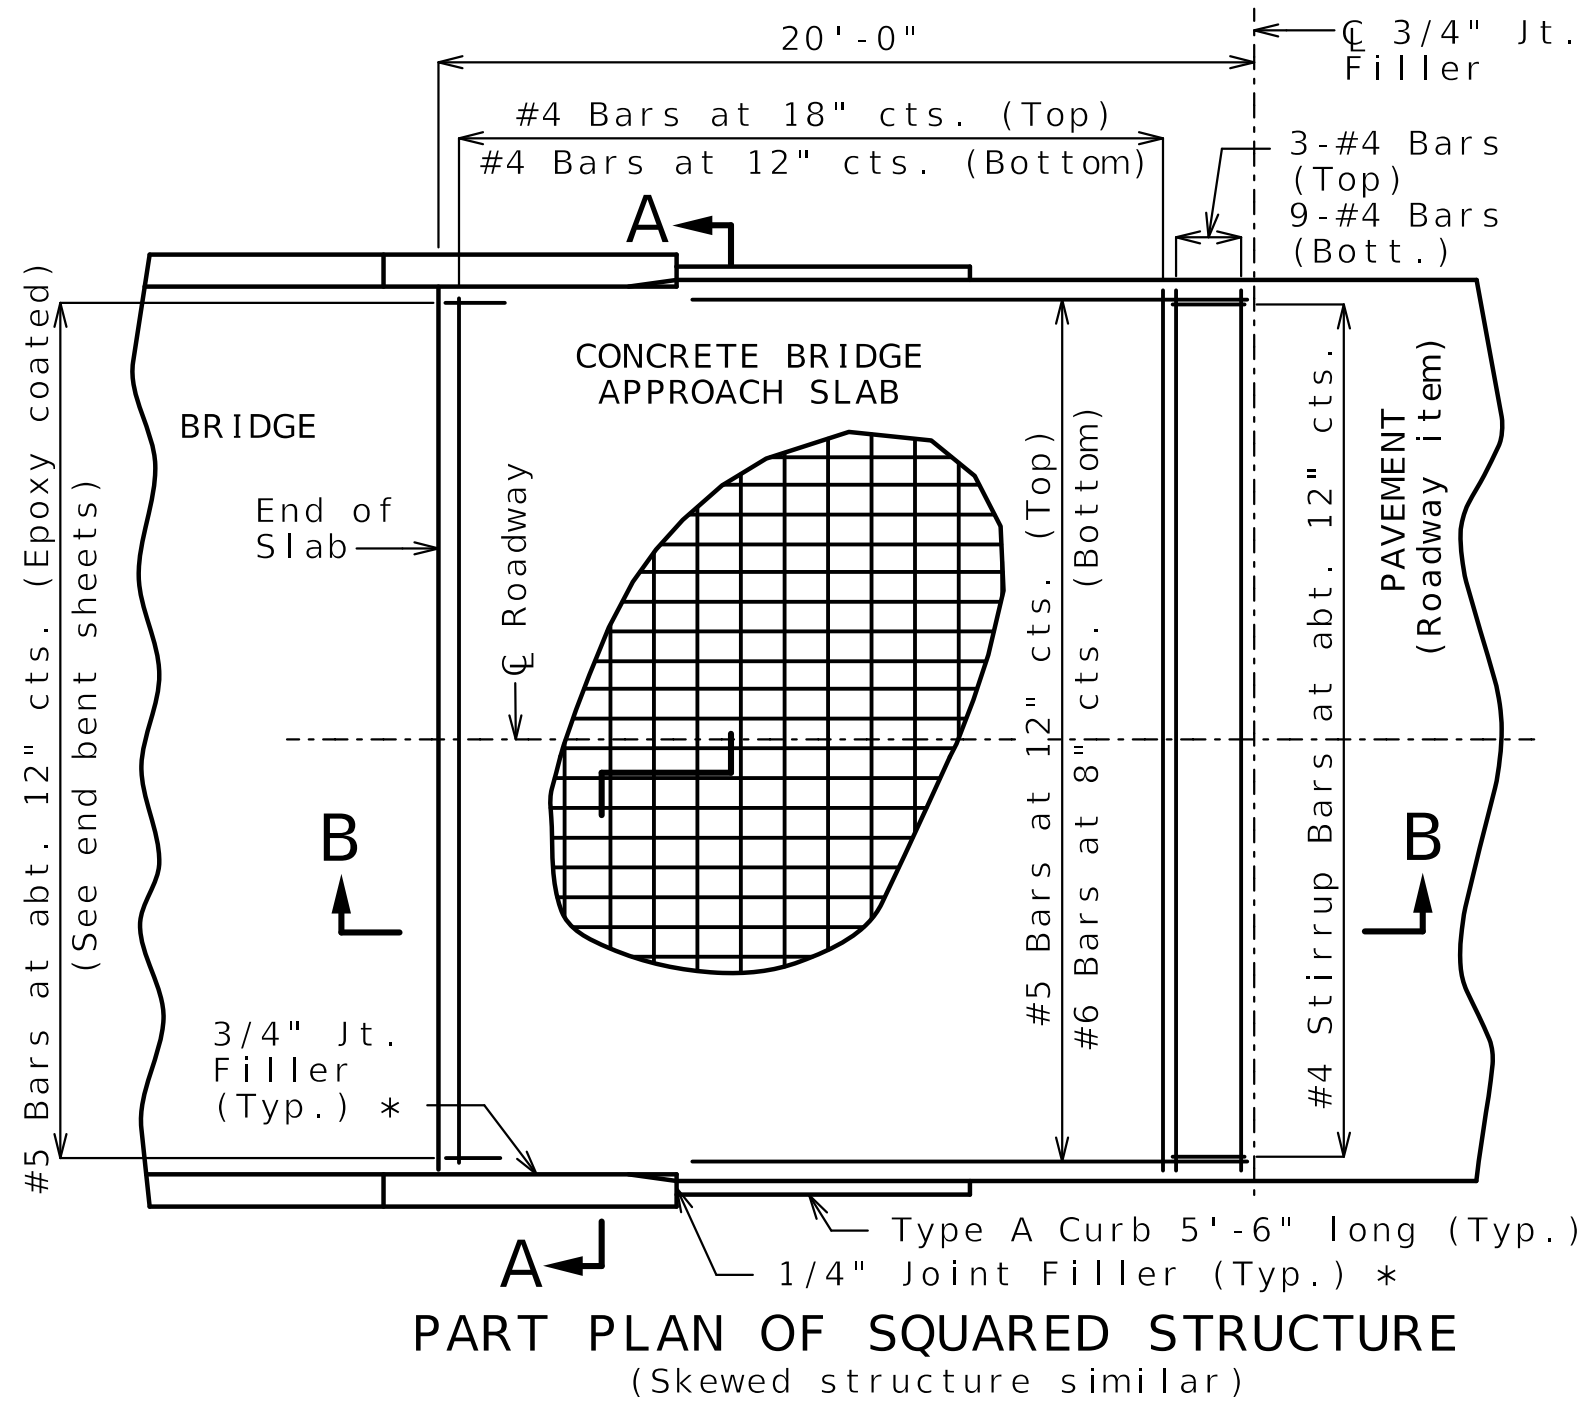 20'-0"
℄ 3/4" Jt.
Filler
#4 Bars at 18" cts. (Top)
#4 Bars at 12" cts. (Bottom)
3-#4 Bars
(Top)
9-#4 Bars
(Bott.)
A
#5 Bars at abt. 12" cts. (Epoxy coated)
(See end bent sheets)
BRIDGE
CONCRETE BRIDGE
APPROACH SLAB
End of
Slab
℄ Roadway
#5 Bars at 12" cts. (Top)
#6 Bars at 8" cts. (Bottom)
#4 Stirrup Bars at abt. 12" cts.
PAVEMENT
(Roadway item)
B
B
3/4" Jt.
Filler
(Typ.) *
Type A Curb 5'-6" long (Typ.)
A
1/4" Joint Filler (Typ.) *
PART PLAN OF SQUARED STRUCTURE
(Skewed structure similar)